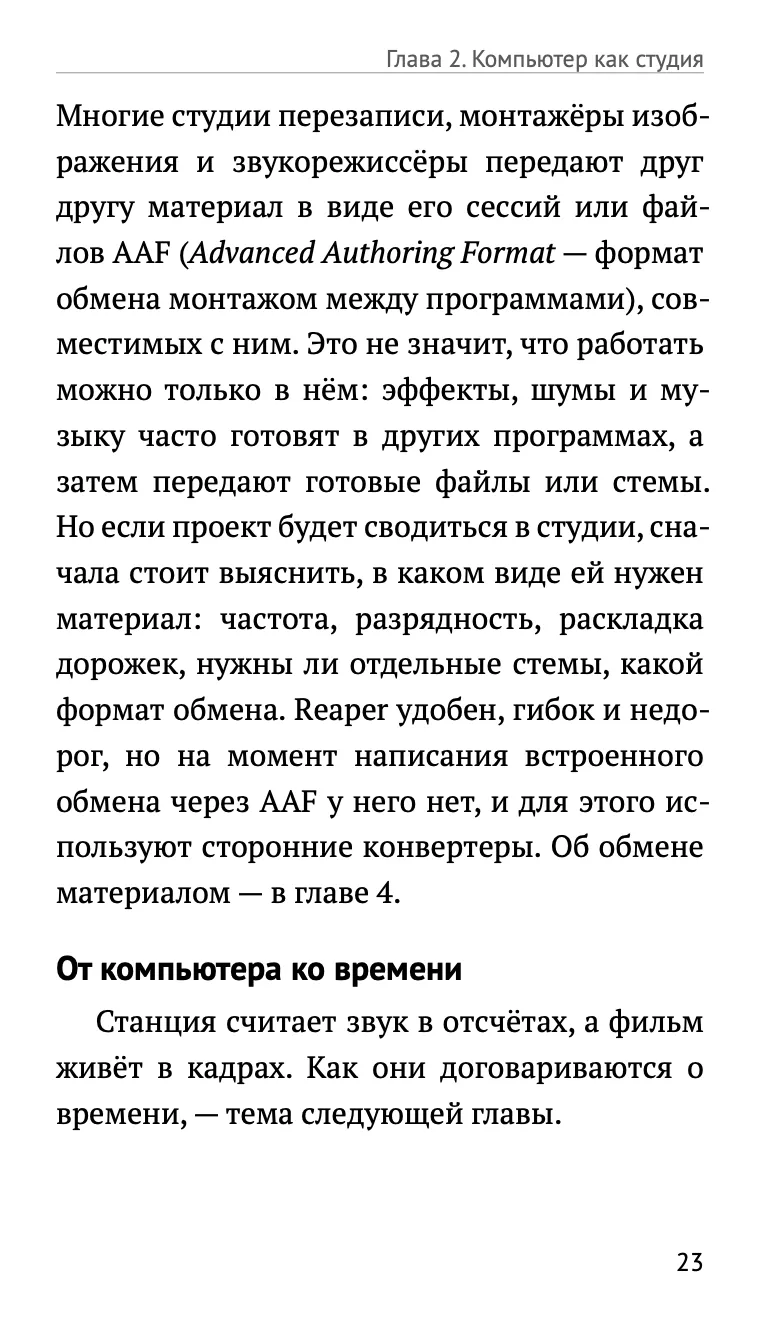 Глава 2. Компьютер как студия
Многие студии перезаписи, монтажёры изоб-
ражения и звукорежиссёры передают друг
другу материал в виде его сессий или фай-
лов AAF (Advanced Authoring Format — формат
обмена монтажом между программами), сов-
местимых с ним. Это не значит, что работать
можно только в нём: эффекты, шумы и му-
зыку часто готовят в других программах, а
затем передают готовые файлы или стемы.
Но если проект будет сводиться в студии, сна-
чала стоит выяснить, в каком виде ей нужен
материал: частота, разрядность, раскладка
дорожек, нужны ли отдельные стемы, какой
формат обмена. Reaper удобен, гибок и недо-
рог, но на момент написания встроенного
обмена через AAF у него нет, и для этого ис-
пользуют сторонние конвертеры. Об обмене
материалом — в главе 4.
От компьютера ко времени
Станция считает звук в отсчётах, а фильм
живёт в кадрах. Как они договариваются о
времени, — тема следующей главы.
23